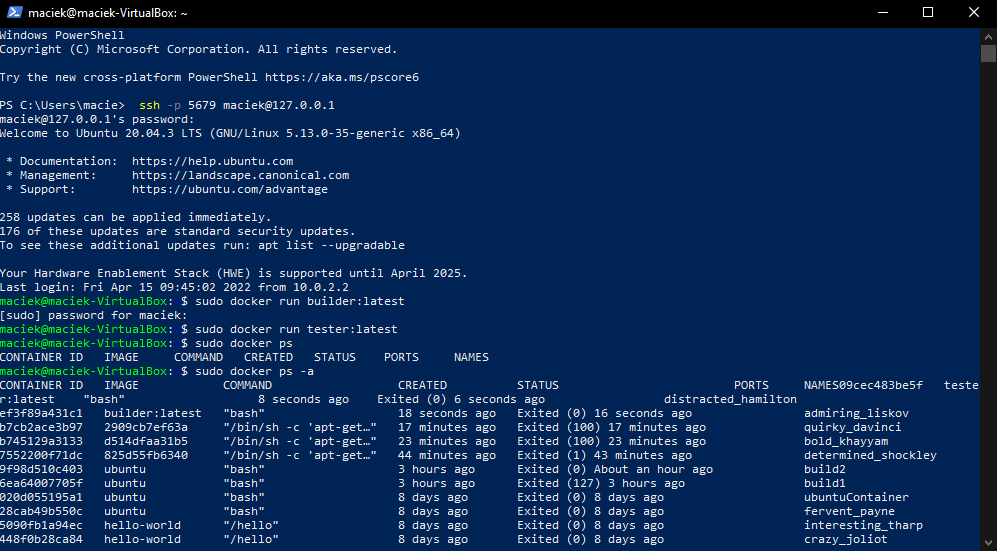 maciek@maciek-VirtualBox: ~
Windows PowerShell
Copyright (C) Microsoft Corporation. All rights reserved.
Try the new cross-platform PowerShell https://aka.ms/pscore6
PS C:\Users\macie>  ssh -p 5679 maciek@127.0.0.1
maciek@127.0.0.1's password:
Welcome to Ubuntu 20.04.3 LTS (GNU/Linux 5.13.0-35-generic x86_64)
 * Documentation:  https://help.ubuntu.com
 * Management:     https://landscape.canonical.com
 * Support:        https://ubuntu.com/advantage
258 updates can be applied immediately.
176 of these updates are standard security updates.
To see these additional updates run: apt list --upgradable
Your Hardware Enablement Stack (HWE) is supported until April 2025.
Last login: Fri Apr 15 09:45:02 2022 from 10.0.2.2
maciek@maciek-VirtualBox:~$ sudo docker run builder:latest
[sudo] password for maciek:
maciek@maciek-VirtualBox:~$ sudo docker run tester:latest
maciek@maciek-VirtualBox:~$ sudo docker ps
CONTAINER ID   IMAGE     COMMAND   CREATED   STATUS    PORTS     NAMES
maciek@maciek-VirtualBox:~$ sudo docker ps -a
CONTAINER ID   IMAGE            COMMAND                  CREATED          STATUS                         PORTS     NAMES09cec483be5f   teste
r:latest    "bash"                   8 seconds ago    Exited (0) 6 seconds ago                 distracted_hamilton
ef3f89a431c1   builder:latest   "bash"                   18 seconds ago   Exited (0) 16 seconds ago                admiring_liskov
b7cb2ace3b97   2909cb7ef63a     "/bin/sh -c 'apt-get…"   17 minutes ago   Exited (100) 17 minutes ago              quirky_davinci
b745129a3133   d514dfaa31b5     "/bin/sh -c 'apt-get…"   23 minutes ago   Exited (100) 23 minutes ago              bold_khayyam
7552200f71dc   825d55fb6340     "/bin/sh -c 'apt-get…"   44 minutes ago   Exited (1) 43 minutes ago                determined_shockley
9f98d510c403   ubuntu           "bash"                   3 hours ago      Exited (0) About an hour ago             build2
6ea64007705f   ubuntu           "bash"                   3 hours ago      Exited (127) 3 hours ago                 build1
020d055195a1   ubuntu           "bash"                   8 days ago       Exited (0) 8 days ago                    ubuntuContainer
28cab49b550c   ubuntu           "bash"                   8 days ago       Exited (0) 8 days ago                    fervent_payne
5090fb1a94ec   hello-world      "/hello"                 8 days ago       Exited (0) 8 days ago                    interesting_tharp
448f0b28ca84   hello-world      "/hello"                 8 days ago       Exited (0) 8 days ago                    crazy_joliot